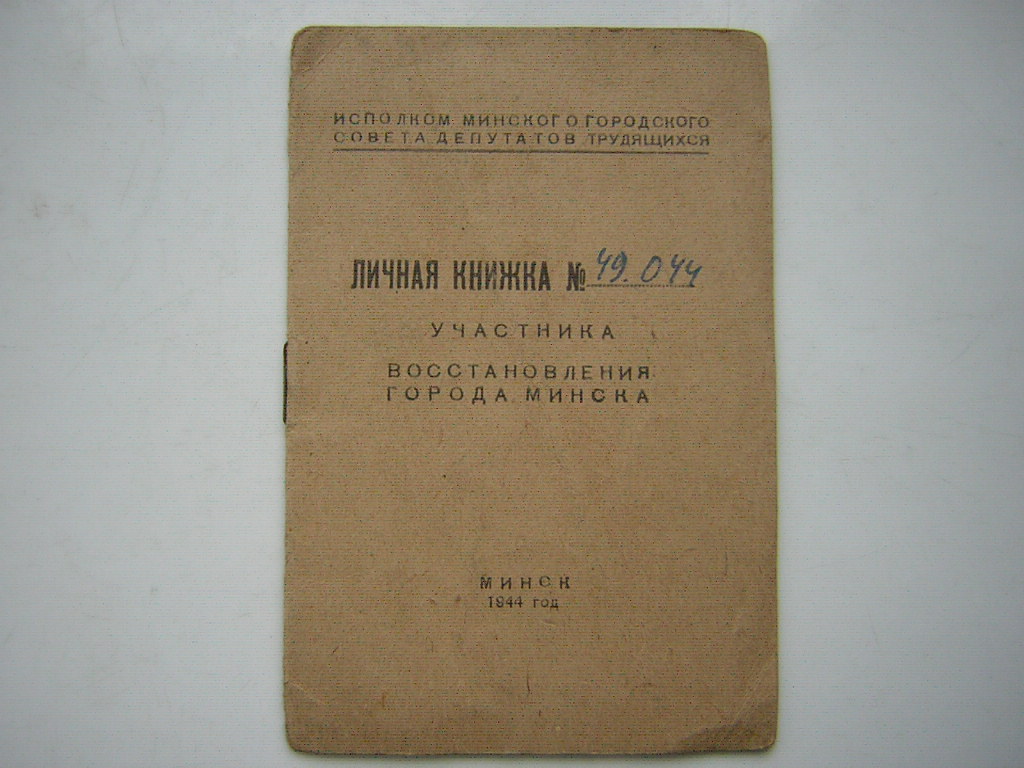 ИСПОЛКОМ МИНСКОГО ГОРОДСКОГО
СОВЕТА ДЕПУТАТОВ ТРУДЯЩИХСЯ
ЛИЧНАЯ КНИЖКА № 49.044
УЧАСТНИКА
ВОССТАНОВЛЕНИЯ
ГОРОДА МИНСКА
МИНСК
1944 год